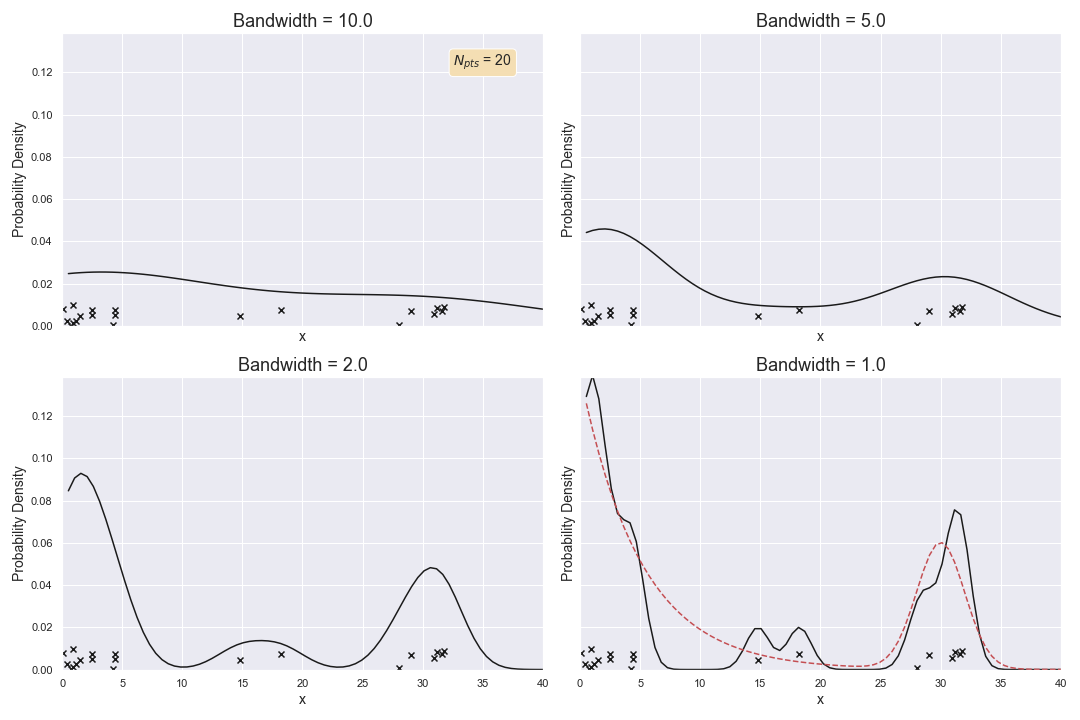 Bandwidth = 10.0
Bandwidth = 5.0
N_pts = 20
Probability Density
0.12
0.10
0.08
0.06
0.04
0.02
0.00
x
Probability Density
x
Bandwidth = 2.0
Bandwidth = 1.0
Probability Density
0.12
0.10
0.08
0.06
0.04
0.02
0.00
0 5 10 15 20 25 30 35 40
x
Probability Density
0 5 10 15 20 25 30 35 40
x